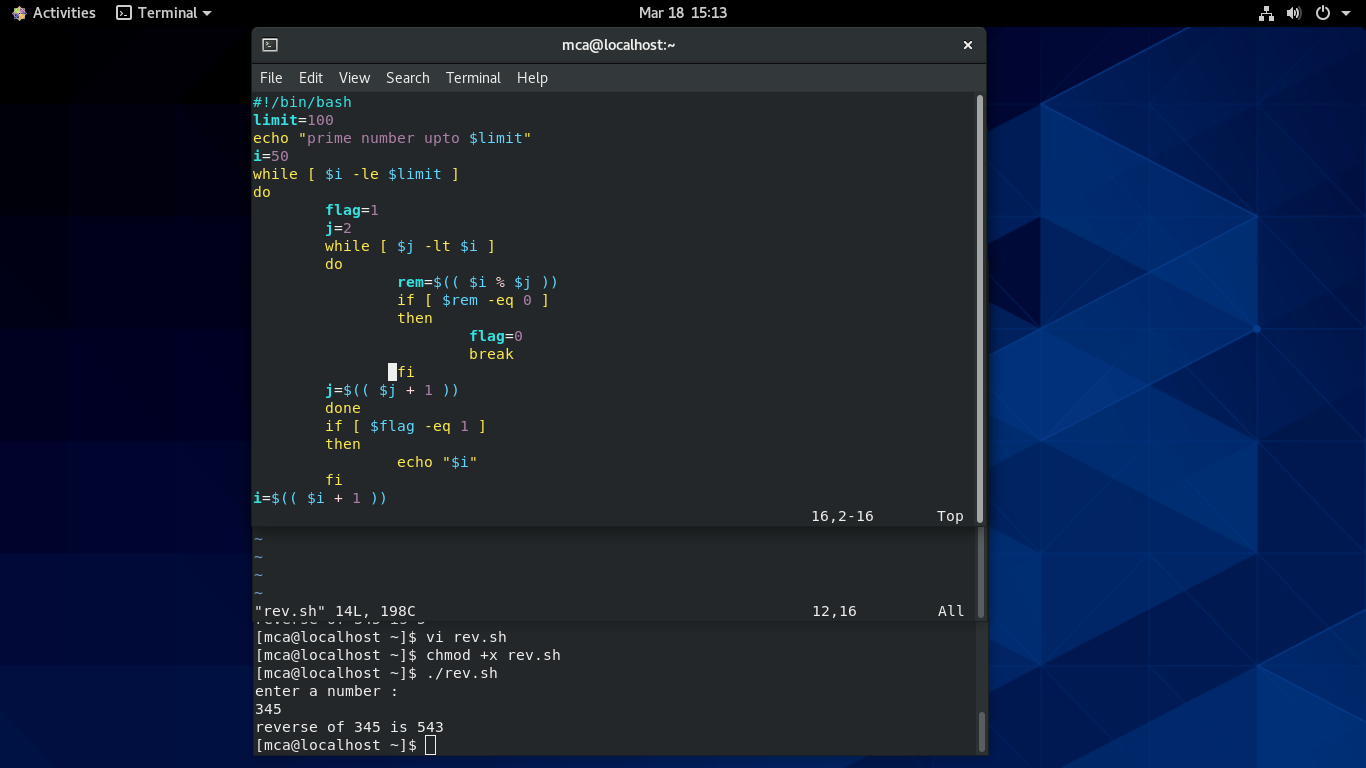 Activities Terminal Mar 18 15:13
mca@localhost:~
File Edit View Search Terminal Help
#!/bin/bash
limit=100
echo "prime number upto $limit"
i=50
while [ $i -le $limit ]
do
flag=1
j=2
while [ $j -lt $i ]
do
rem=$(( $i % $j ))
if [ $rem -eq 0 ]
then
flag=0
break
fi
j=$(( $j + 1 ))
done
if [ $flag -eq 1 ]
then
echo "$i"
fi
i=$(( $i + 1 ))
16,2-16 Top
~
~
~
~
"rev.sh" 14L, 198C 12,16 All
[mca@localhost ~]$ vi rev.sh
[mca@localhost ~]$ chmod +x rev.sh
[mca@localhost ~]$ ./rev.sh
enter a number :
345
reverse of 345 is 543
[mca@localhost ~]$